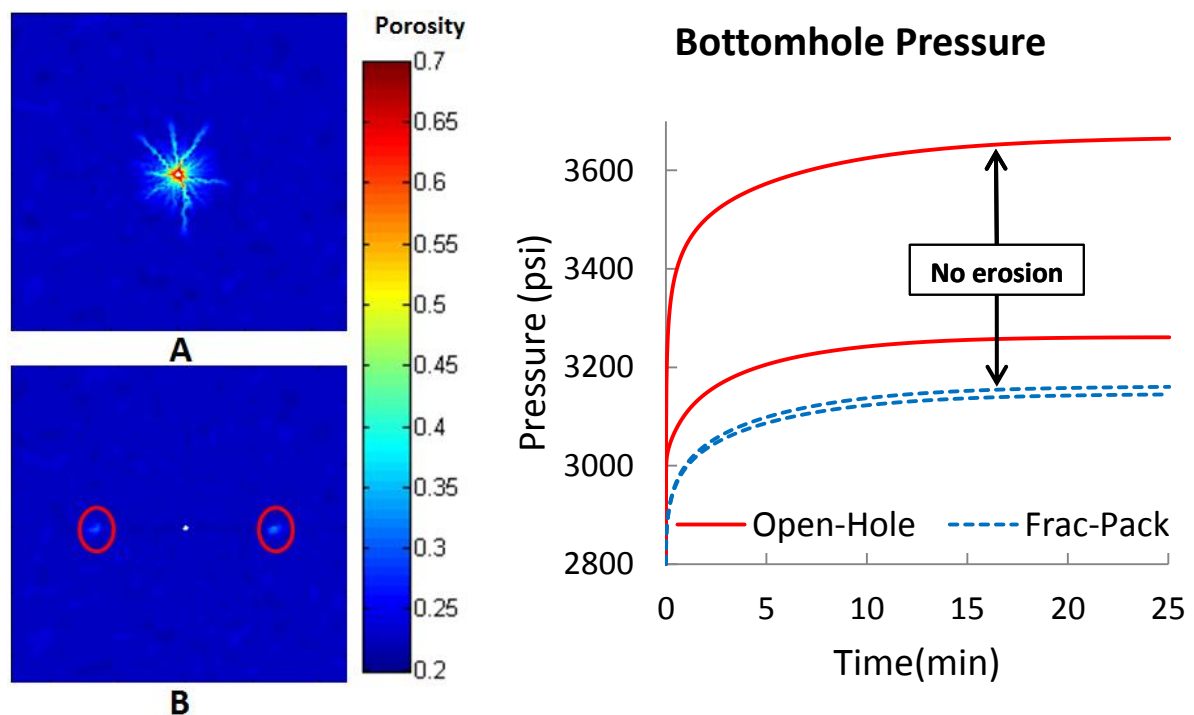 Porosity
0.7
0.65
0.6
0.55
0.5
0.45
0.4
0.35
0.3
0.25
0.2
A
B
Bottomhole Pressure
Pressure (psi)
3600
3400
3200
3000
2800
No erosion
Open-Hole
Frac-Pack
0 5 10 15 20 25
Time(min)